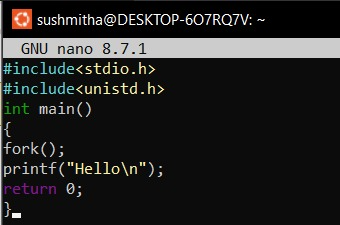 sushmitha@DESKTOP-6O7RQ7V: ~
GNU nano 8.7.1
#include<stdio.h>
#include<unistd.h>
int main()
{
fork();
printf("Hello\n");
return 0;
}